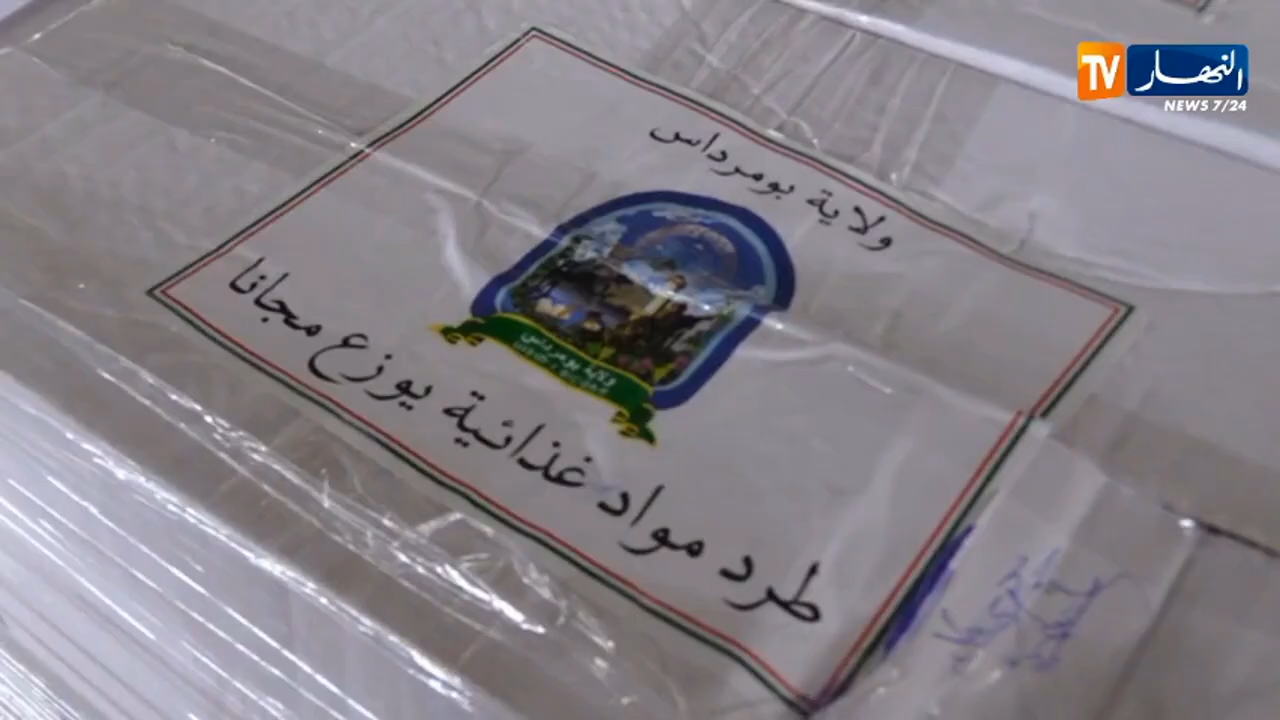 TV النهار
NEWS 7/24
ولاية بومرداس
ولاية بومرداس
طرد مواد غذائية يوزع مجانا